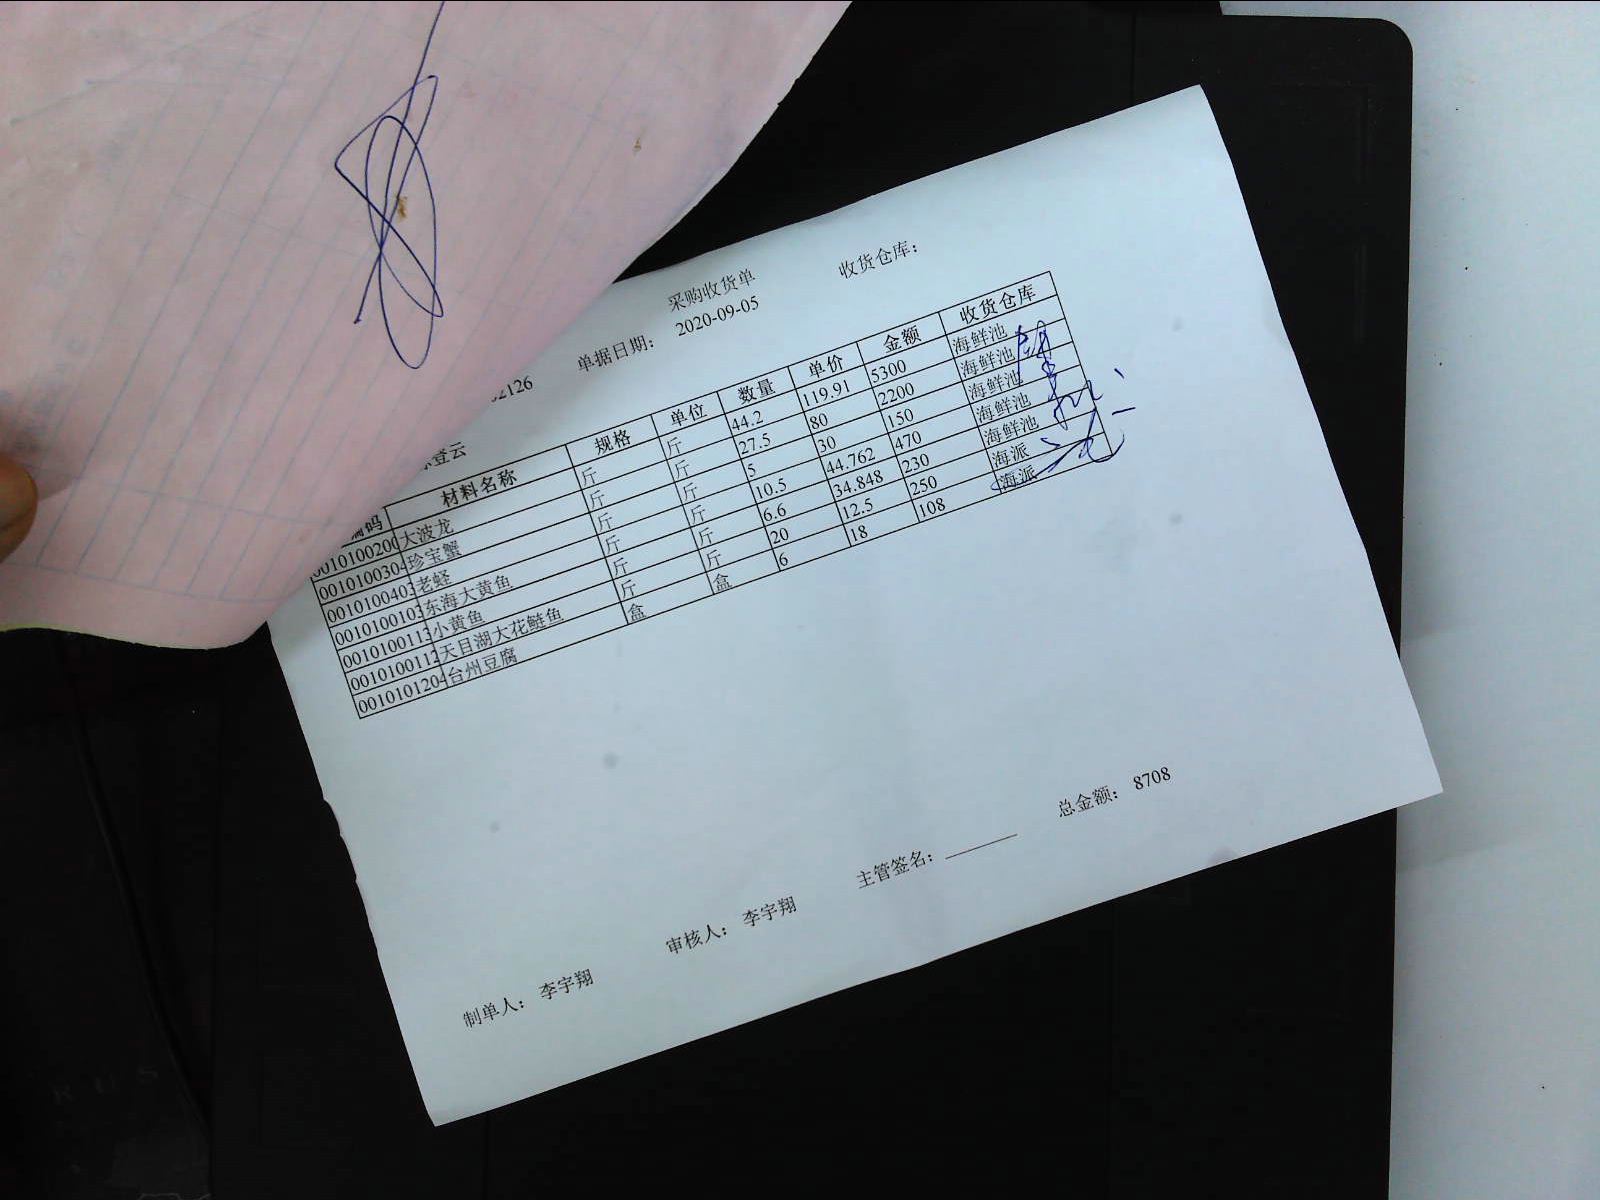 采购收货单
收货仓库：
单据日期： 2020-09-05
2126
登云
编码 材料名称 规格 单位 数量 单价 金额 收货仓库
0010100200 大波龙 斤 斤 44.2 119.91 5300 海鲜池
001010030 珍宝蟹 斤 斤 27.5 80 2200 海鲜池
001010040 老蛏 斤 斤 5 30 150 海鲜池
001010010 东海大黄鱼 斤 斤 10.5 44.762 470 海鲜池
001010011 小黄鱼 斤 斤 6.6 34.848 230 海鲜池
001010011 天目湖大花鲢鱼 斤 斤 20 12.5 250 海派
001010120 台州豆腐 盒 盒 6 18 108 海派
制单人： 李宇翔 审核人： 李宇翔 主管签名： 总金额： 8708